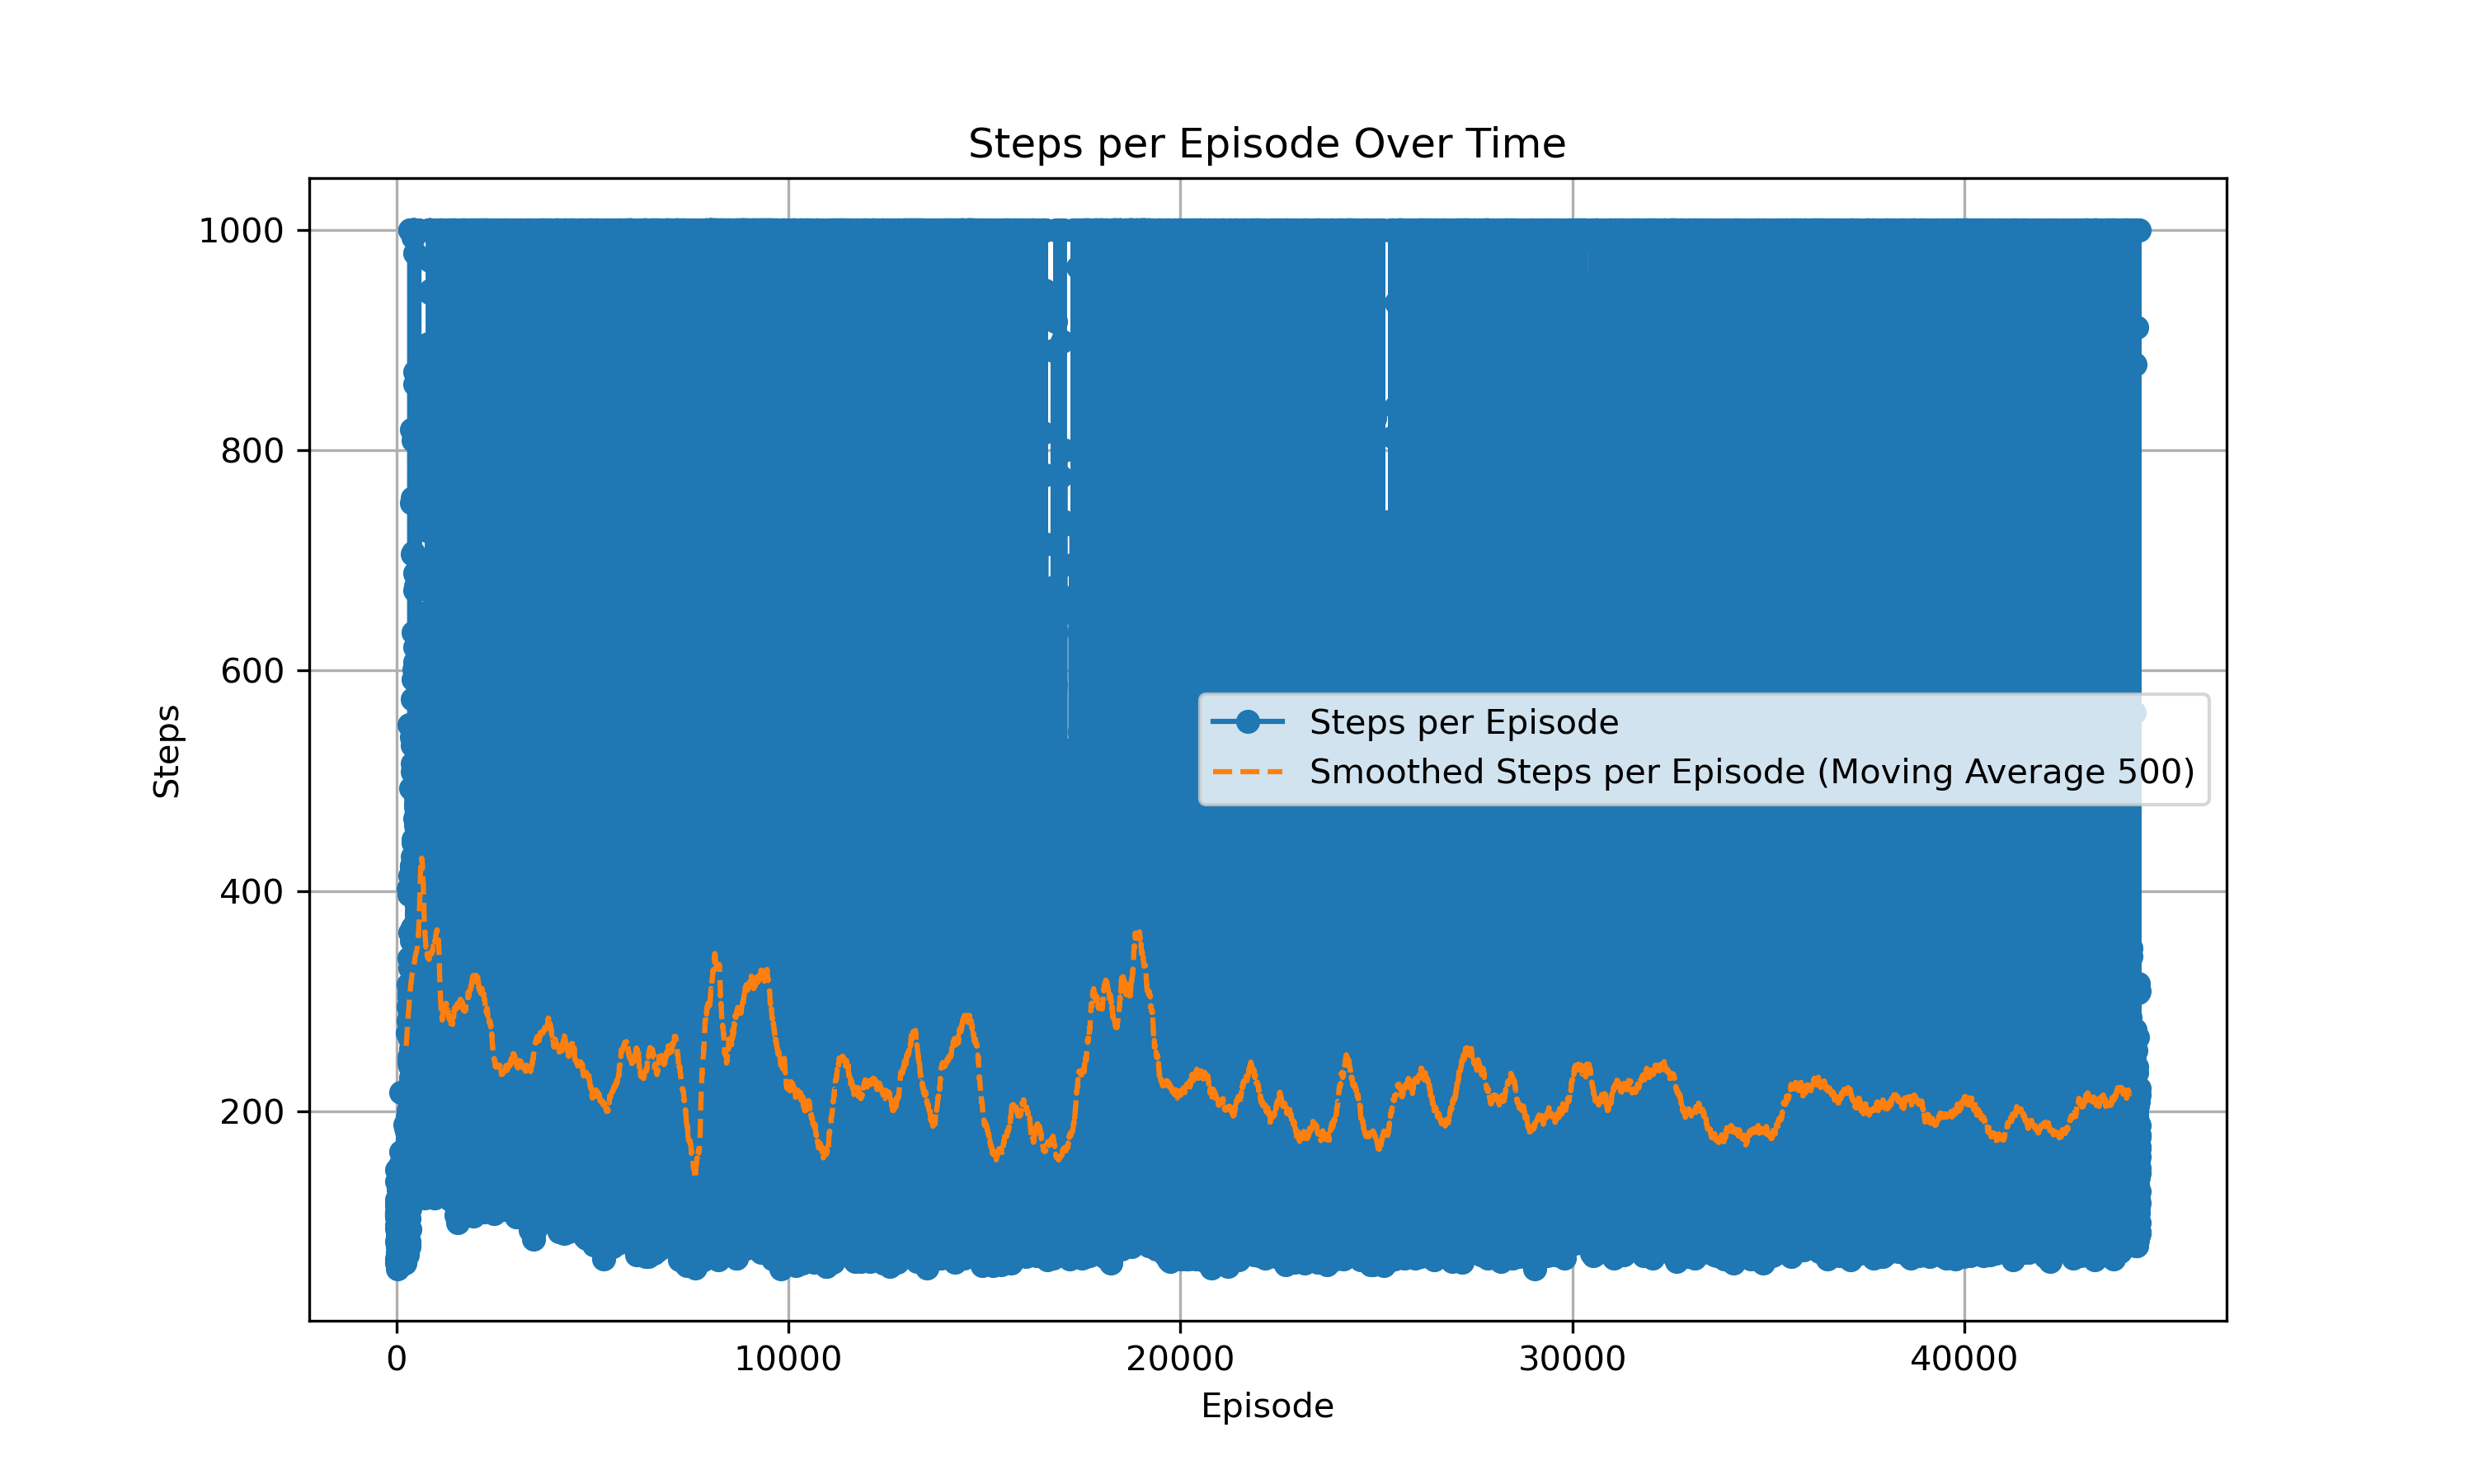 Steps per Episode Over Time
1000
800
600
400
200
Steps
Steps per Episode
Smoothed Steps per Episode (Moving Average 500)
0 10000 20000 30000 40000
Episode